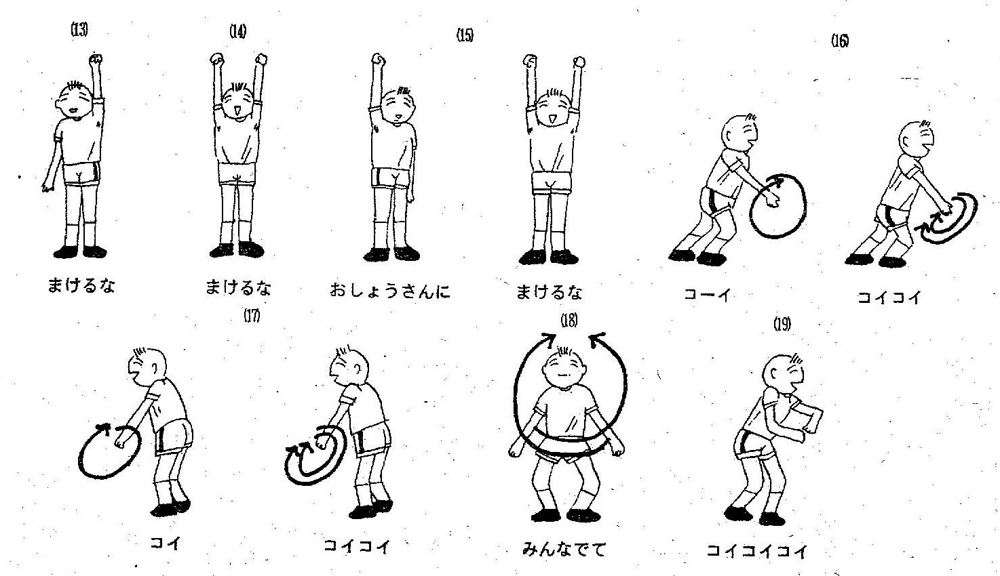 (13)
(14)
(15)
(16)
まけるな
まけるな
おしょうさんに
まけるな
コーイ
コイコイ
(17)
(18)
(19)
コイ
コイコイ
みんなでて
コイコイコイ